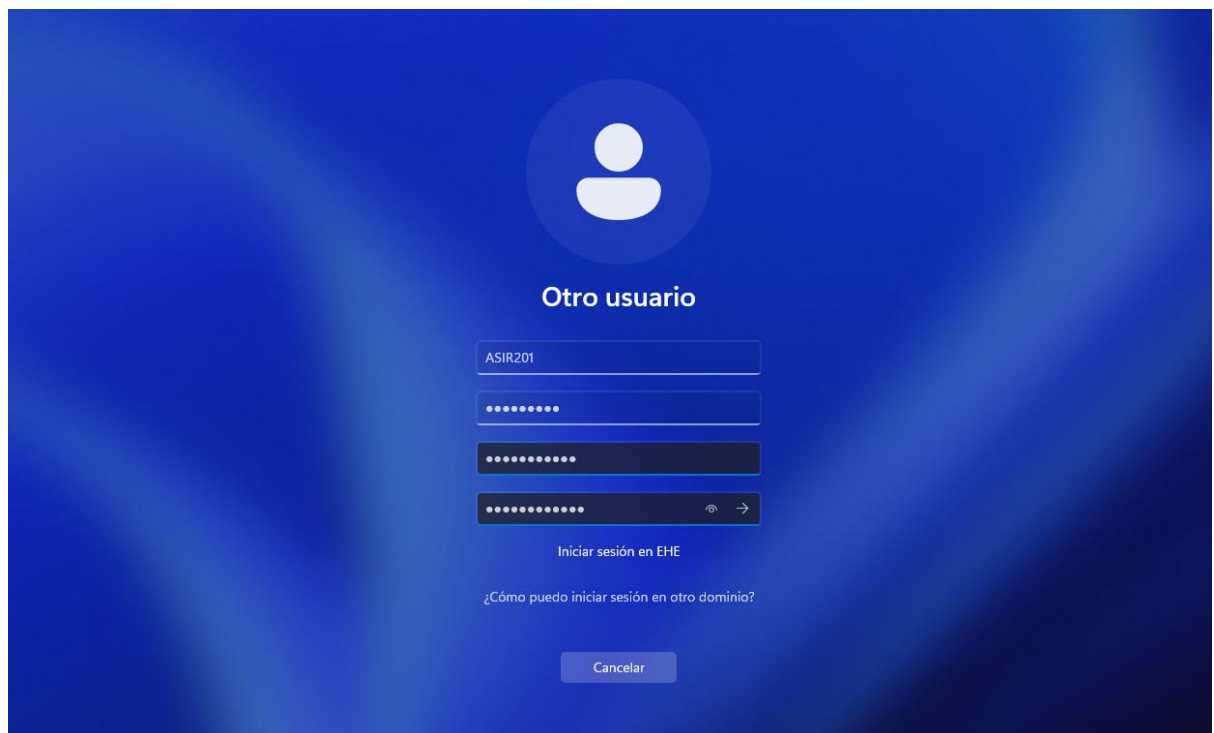 Otro usuario
ASIR201
●●●●●●●●●
●●●●●●●●●●●
●●●●●●●●●●●●
Iniciar sesión en EHE
¿Cómo puedo iniciar sesión en otro dominio?
Cancelar